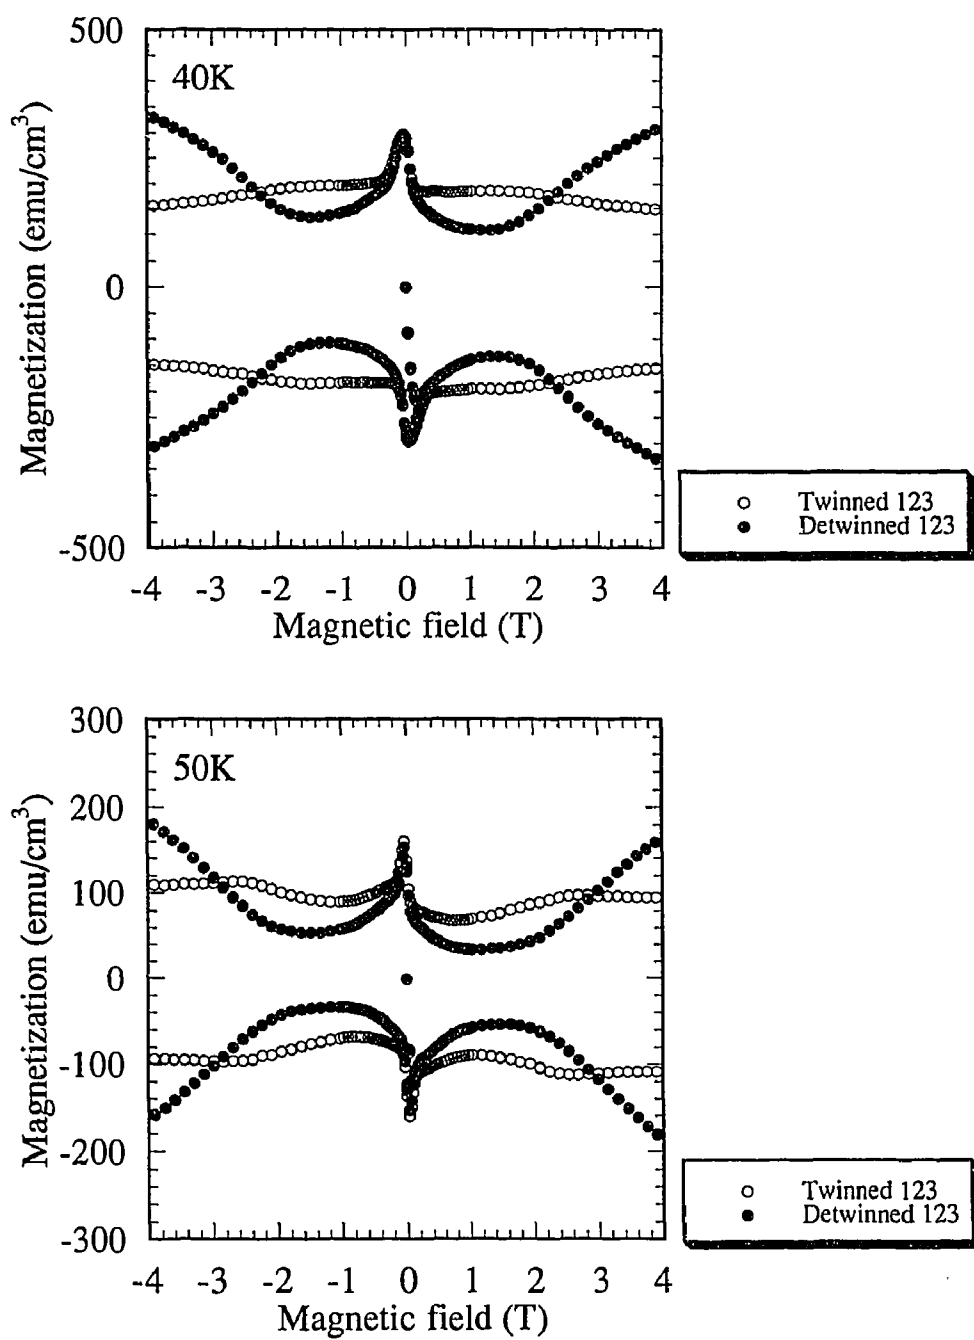 500
40K
0
-500
Magnetization (emu/cm³)
-4 -3 -2 -1 0 1 2 3 4
Magnetic field (T)
Twinned 123
Detwinned 123
300
50K
200
100
0
-100
-200
-300
Magnetization (emu/cm³)
-4 -3 -2 -1 0 1 2 3 4
Magnetic field (T)
Twinned 123
Detwinned 123